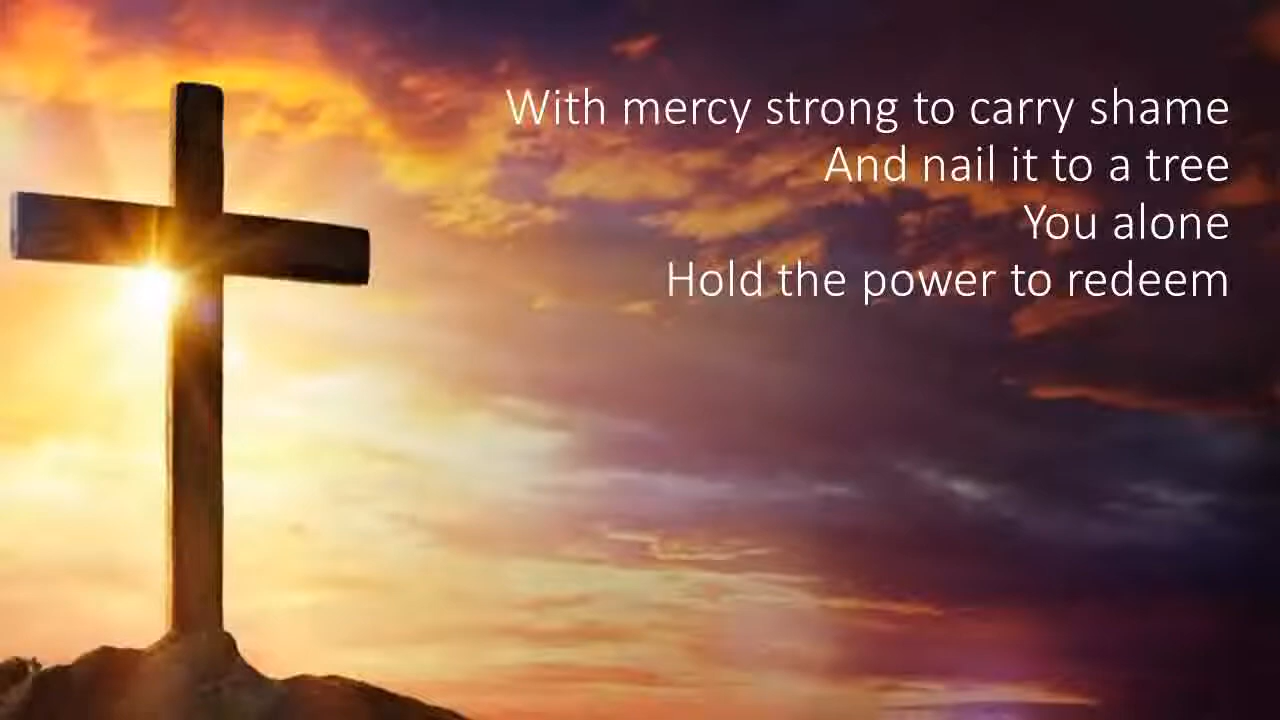 With mercy strong to carry shame
And nail it to a tree
You alone
Hold the power to redeem